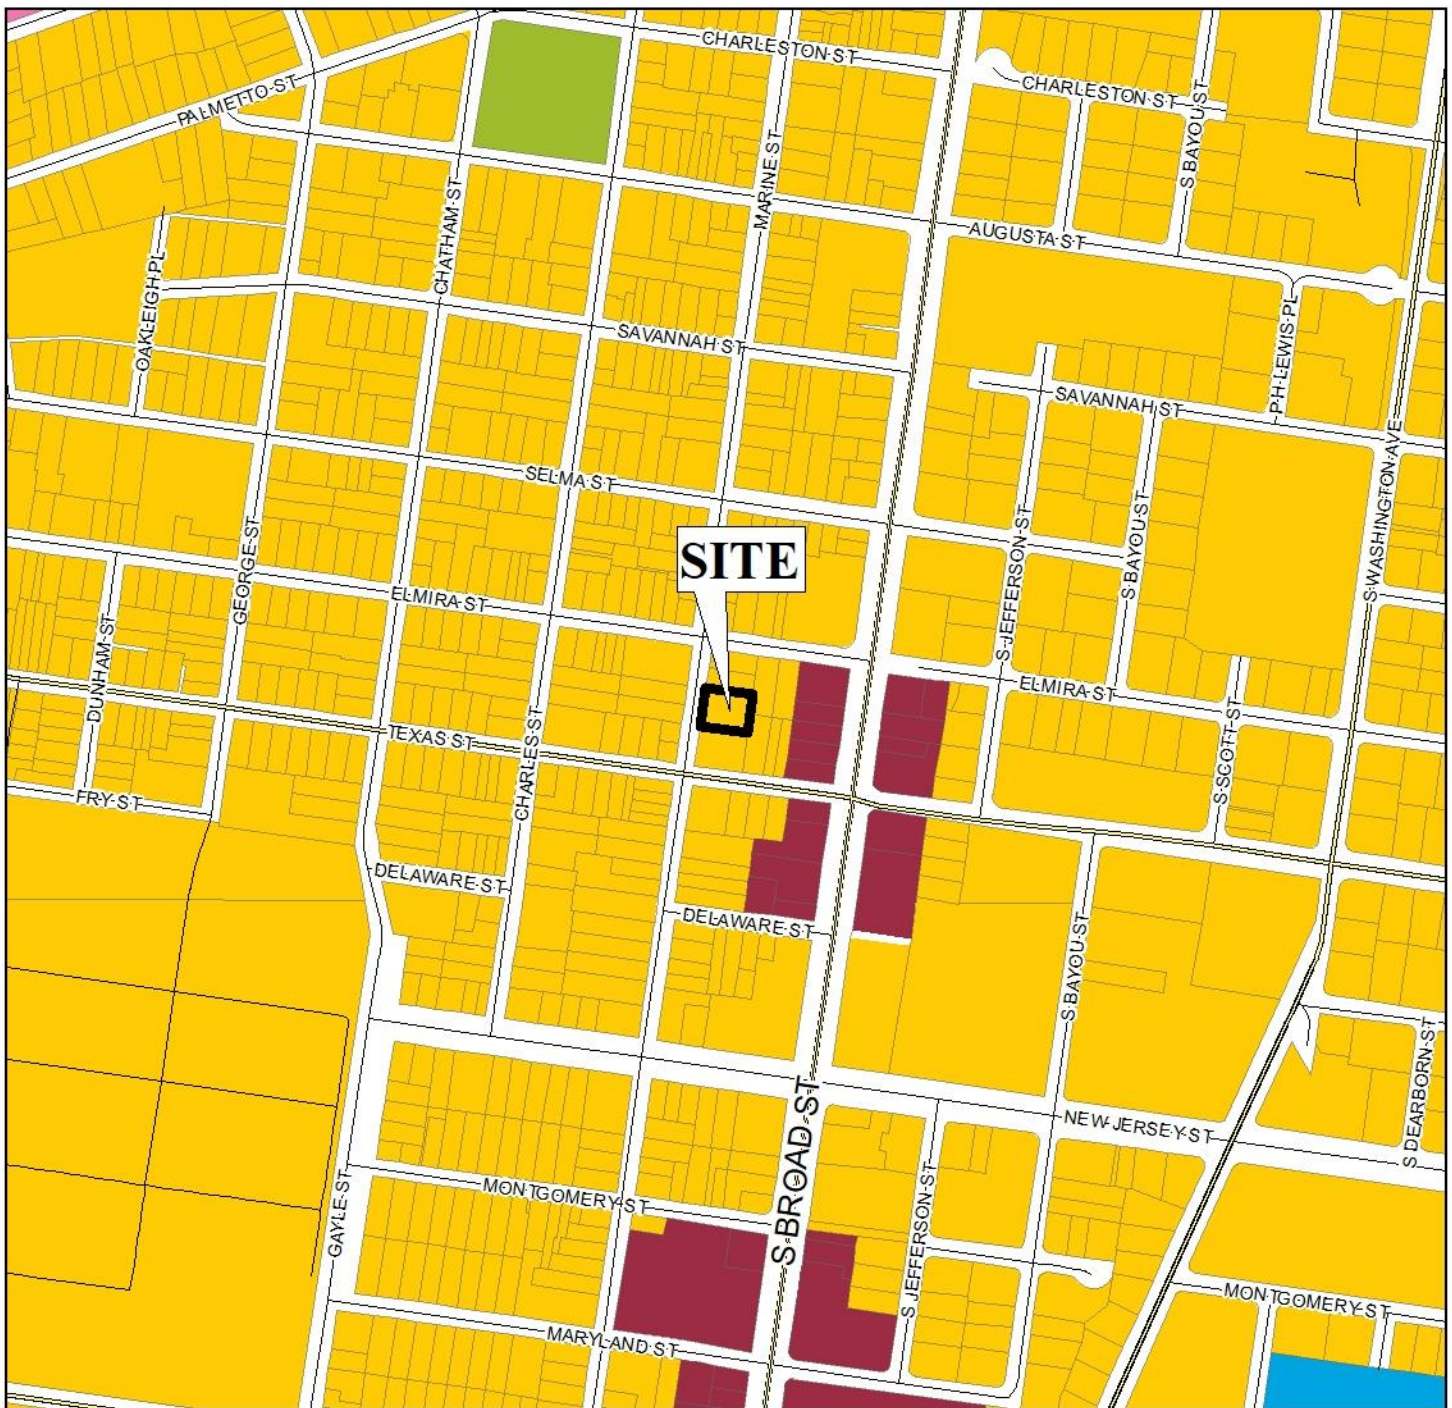 CHARLESTON ST
CHARLESTON ST
PALMETTO ST
S BAYOU ST
MARINE ST
CHATHAM ST
AUGUSTA ST
OAKLEIGH PL
P H LEWIS PL
SAVANNAH ST
SAVANNAH ST
S WASHINGTON AVE
SELMA ST
S BAYOU ST
S JEFFERSON ST
GEORGE ST
SITE
ELMIRA ST
DUNHAM ST
ELMIRA ST
S SCOTT ST
TEXAS ST
CHARLES ST
FRY ST
DELAWARE ST
DELAWARE ST
S BAYOU ST
S DEARBORN ST
NEW JERSEY ST
S BROAD ST
GAYLE ST
MONTGOMERY ST
S JEFFERSON ST
MONTGOMERY ST
MARYLAND ST